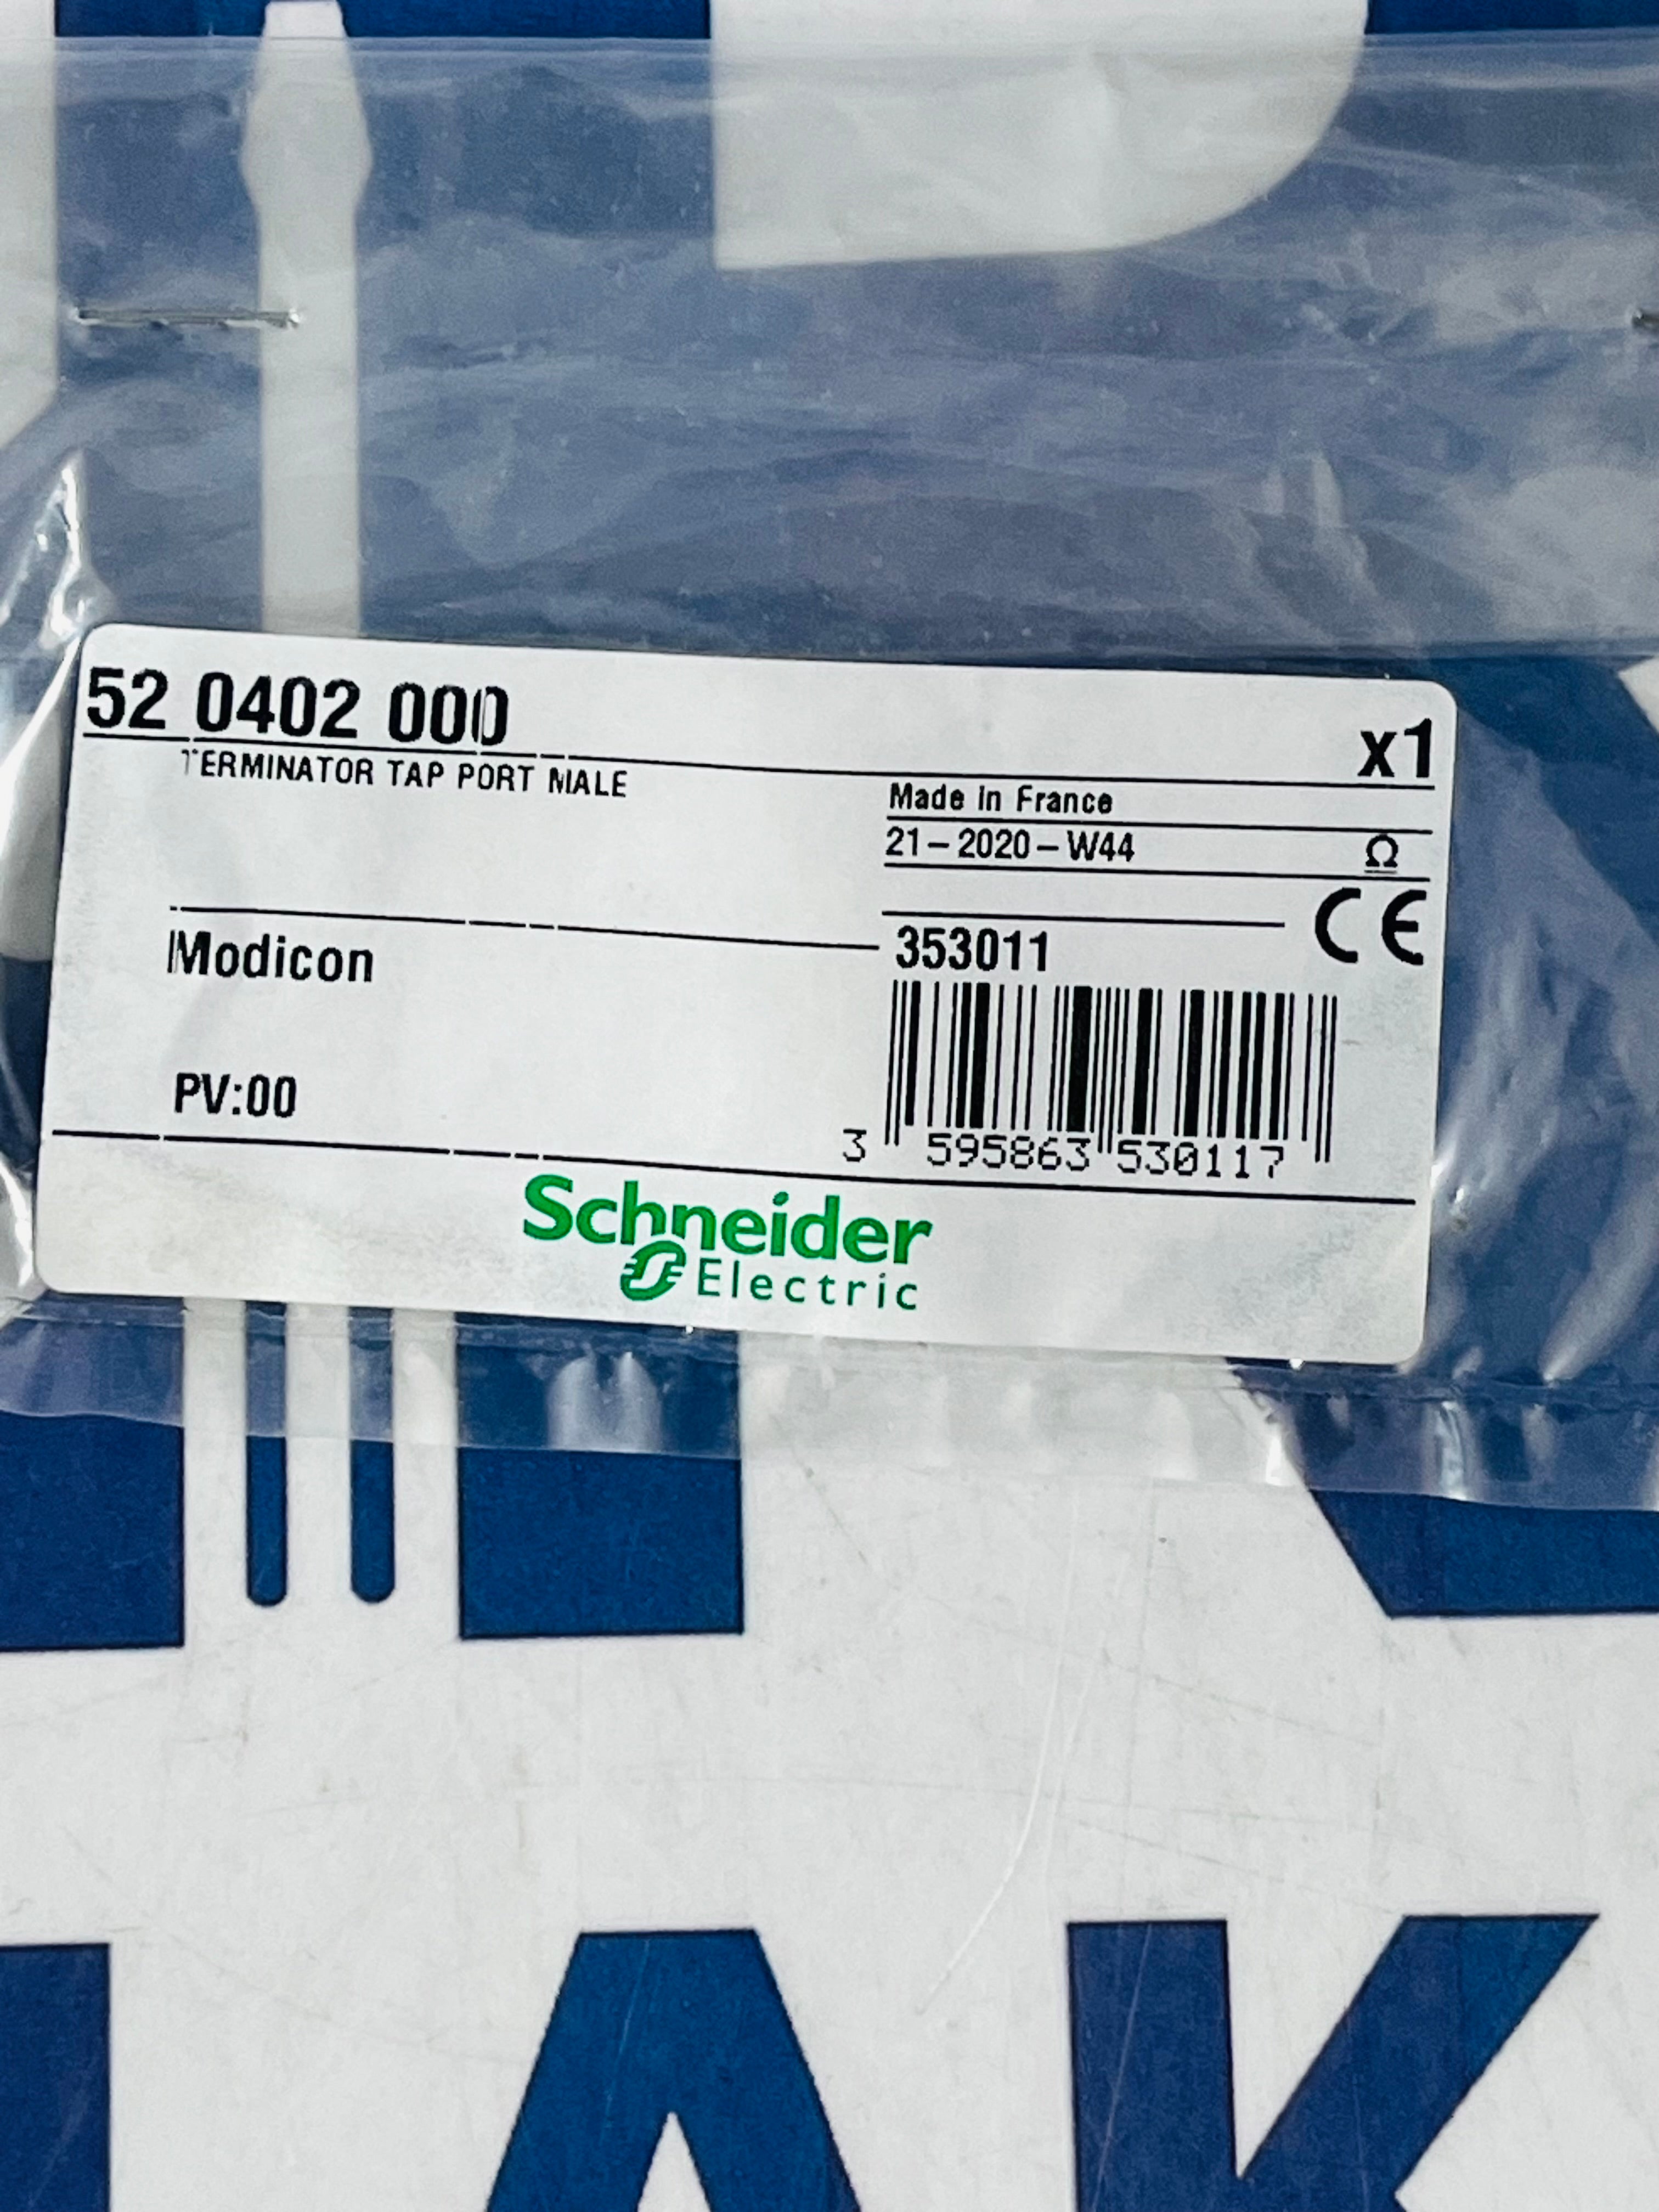 52 0402 000
x1
TERMINATOR TAP PORT MALE
Made in France
21-2020-W44
Ω
CE
Modicon
353011
PV:00
3 595863 530117
Schneider
Electric
AK